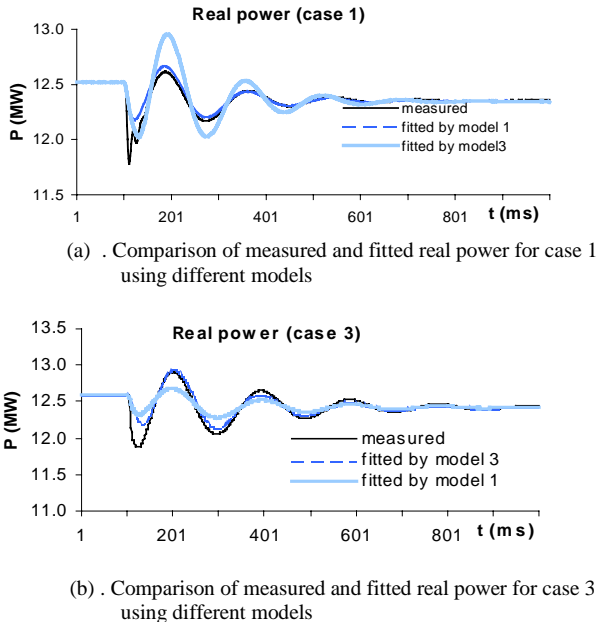 Real power (case 1)
13.0
12.5
12.0
11.5
P (MW)
measured
fitted by model 1
fitted by model3
1 201 401 601 801 t (ms)
(a) . Comparison of measured and fitted real power for case 1
using different models
Real power (case 3)
13.5
13.0
12.5
12.0
11.5
11.0
P (MW)
measured
fitted by model 3
fitted by model 1
1 201 401 601 801 t (ms)
(b) . Comparison of measured and fitted real power for case 3
using different models